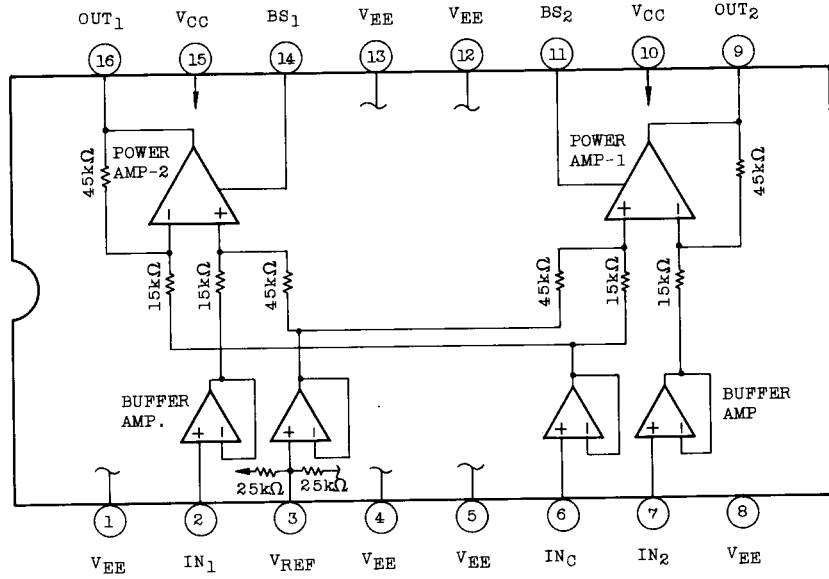 OUT1 VCC BS1 VEE VEE BS2 VCC OUT2
16 15 14 13 12 11 10 9
POWER AMP-2
POWER AMP-1
45kΩ
45kΩ
15kΩ 15kΩ 45kΩ 45kΩ 15kΩ 15kΩ
BUFFER AMP.
BUFFER AMP
25kΩ 25kΩ
1 2 3 4 5 6 7 8
VEE IN1 VREF VEE VEE INC IN2 VEE